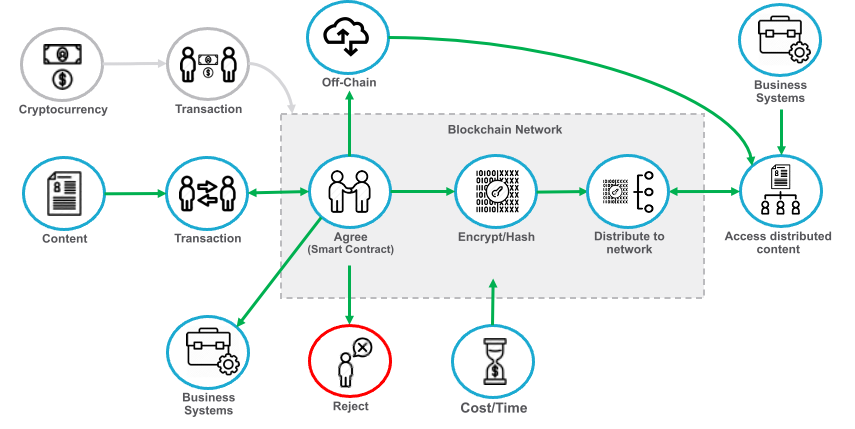 Cryptocurrency
Transaction
Off-Chain
Business
Systems
Blockchain Network
Content
Transaction
Agree
(Smart Contract)
Encrypt/Hash
Distribute to
network
Access distributed
content
Business
Systems
Reject
Cost/Time